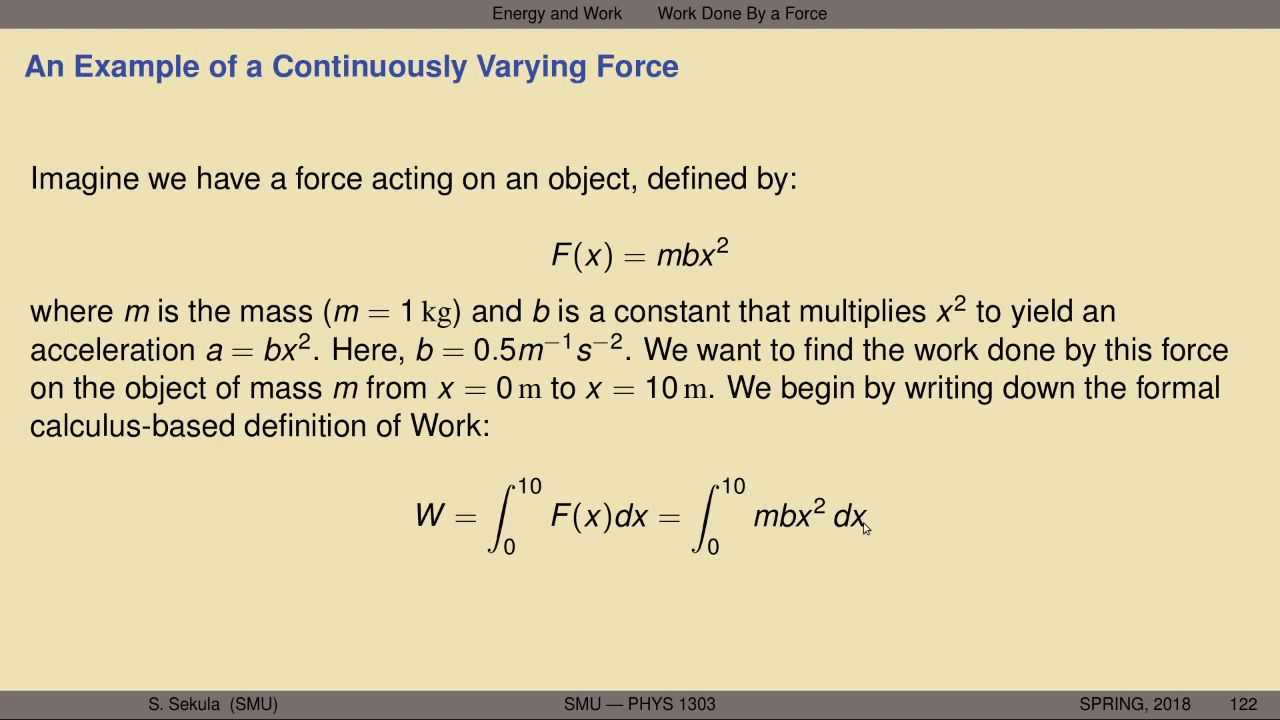 Energy and Work Work Done By a Force
An Example of a Continuously Varying Force
Imagine we have a force acting on an object, defined by:
F(x) = mbx²
where m is the mass (m = 1 kg) and b is a constant that multiplies x² to yield an
acceleration a = bx². Here, b = 0.5m⁻¹s⁻². We want to find the work done by this force
on the object of mass m from x = 0 m to x = 10 m. We begin by writing down the formal
calculus-based definition of Work:
W = ∫₀¹⁰ F(x)dx = ∫₀¹⁰ mbx² dx
S. Sekula (SMU) SMU — PHYS 1303 SPRING, 2018 122